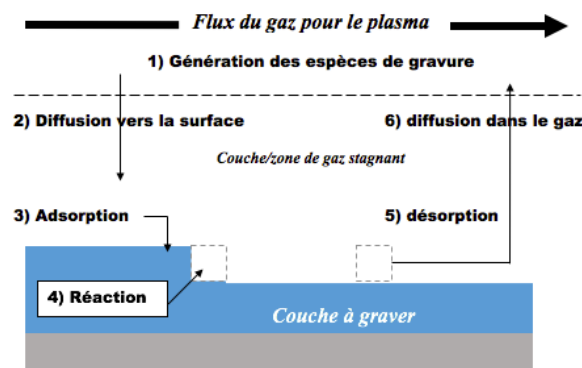 Flux du gaz pour le plasma
1) Génération des espèces de gravure
2) Diffusion vers la surface
6) diffusion dans le gaz
Couche/zone de gaz stagnant
3) Adsorption
5) désorption
4) Réaction
Couche à graver